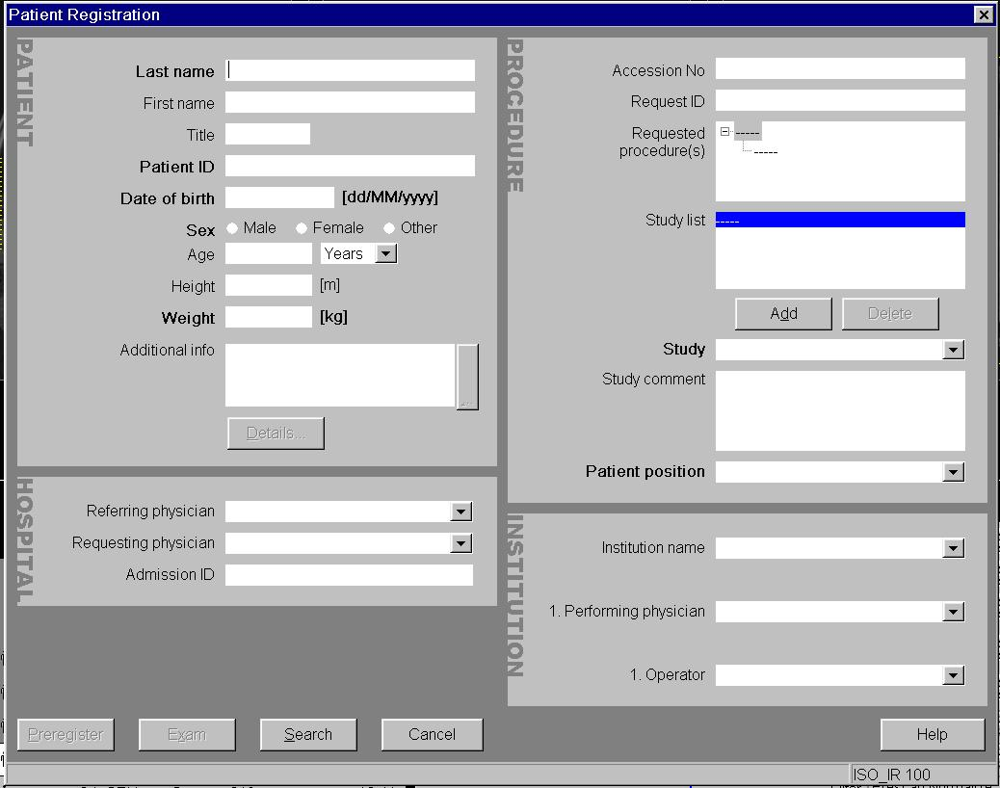 Patient Registration
PATIENT
Last name
First name
Title
Patient ID
Date of birth [dd/MM/yyyy]
Sex Male Female Other
Age Years
Height [m]
Weight [kg]
Additional info
...
Details...
HOSPITAL
Referring physician
Requesting physician
Admission ID
PROCEDURE
Accession No
Request ID
Requested
procedure(s)
-----
-----
Study list
-----
Add Delete
Study
Study comment
Patient position
INSTITUTION
Institution name
1. Performing physician
1. Operator
Preregister Exam Search Cancel Help
ISO_IR 100